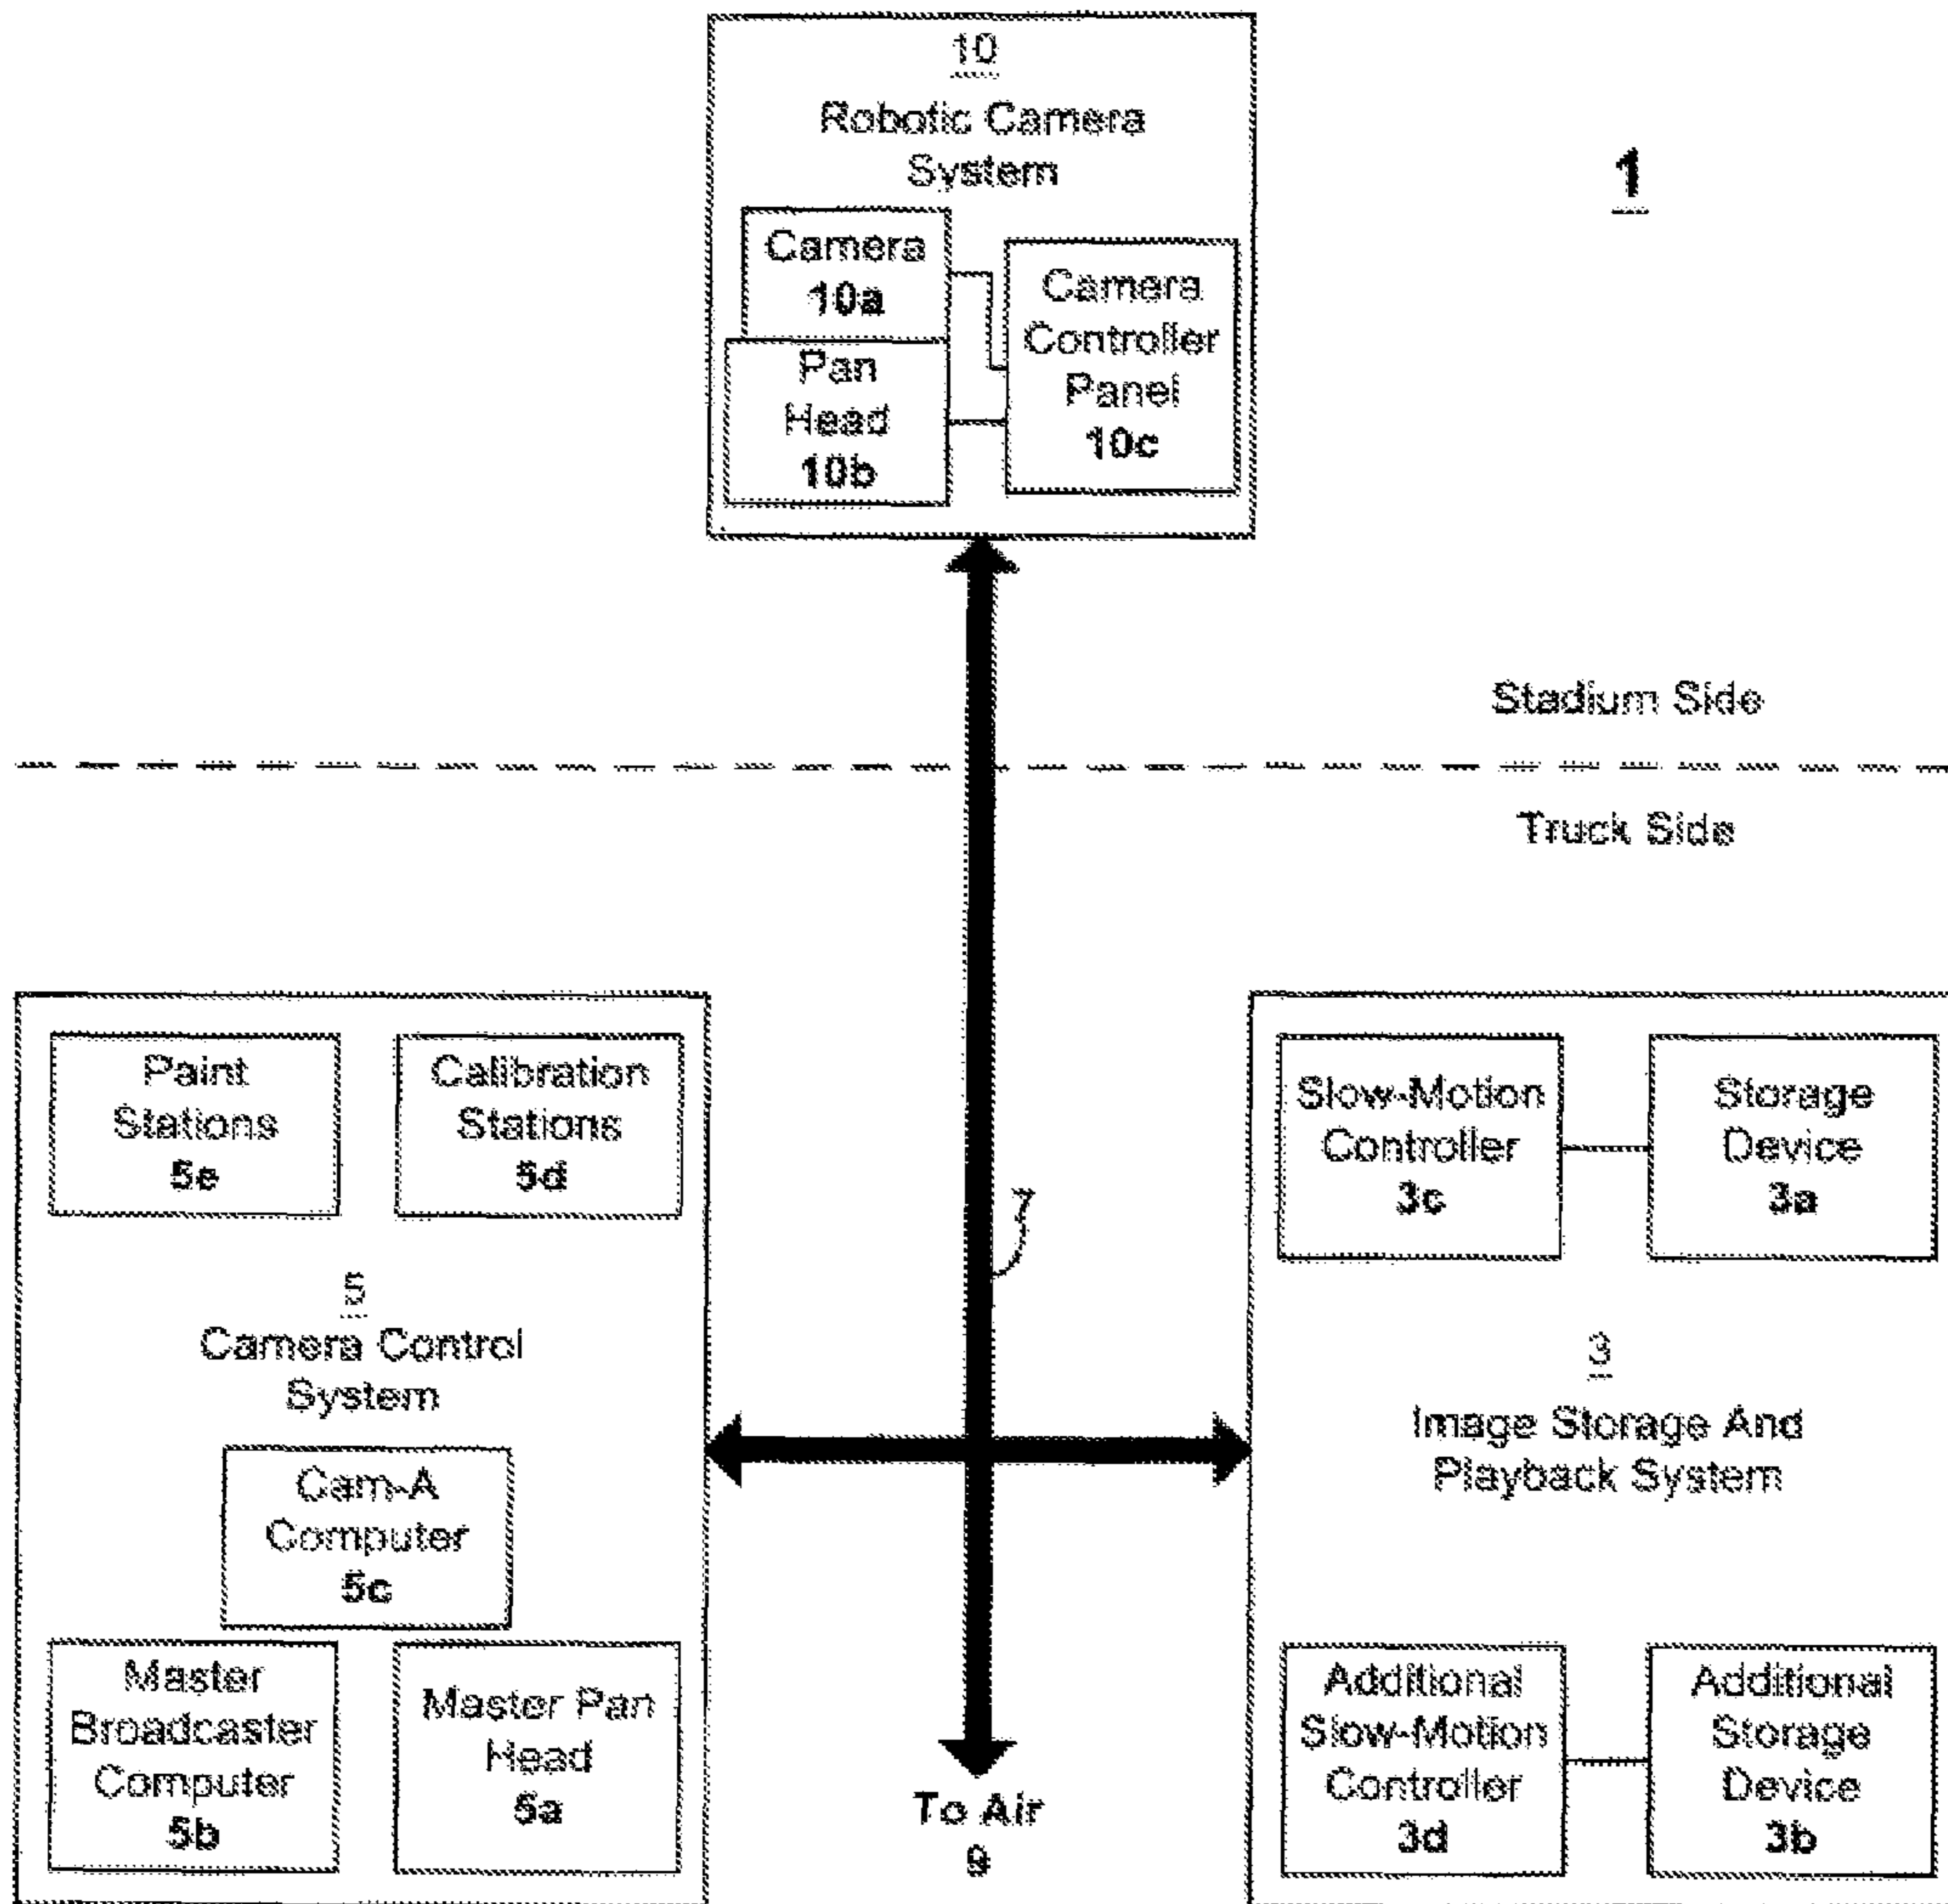 10
Robotic Camera
System
Camera
10a
Pan
Head
10b
Camera
Controller
Panel
10c
1
Stadium Side
Truck Side
Paint
Stations
5e
Calibration
Stations
5d
5
Camera Control
System
Cam-A
Computer
5c
Master
Broadcaster
Computer
5b
Master Pan
Head
5a
7
To Air
9
Slow-Motion
Controller
3c
Storage
Device
3a
3
Image Storage And
Playback System
Additional
Slow-Motion
Controller
3d
Additional
Storage
Device
3b